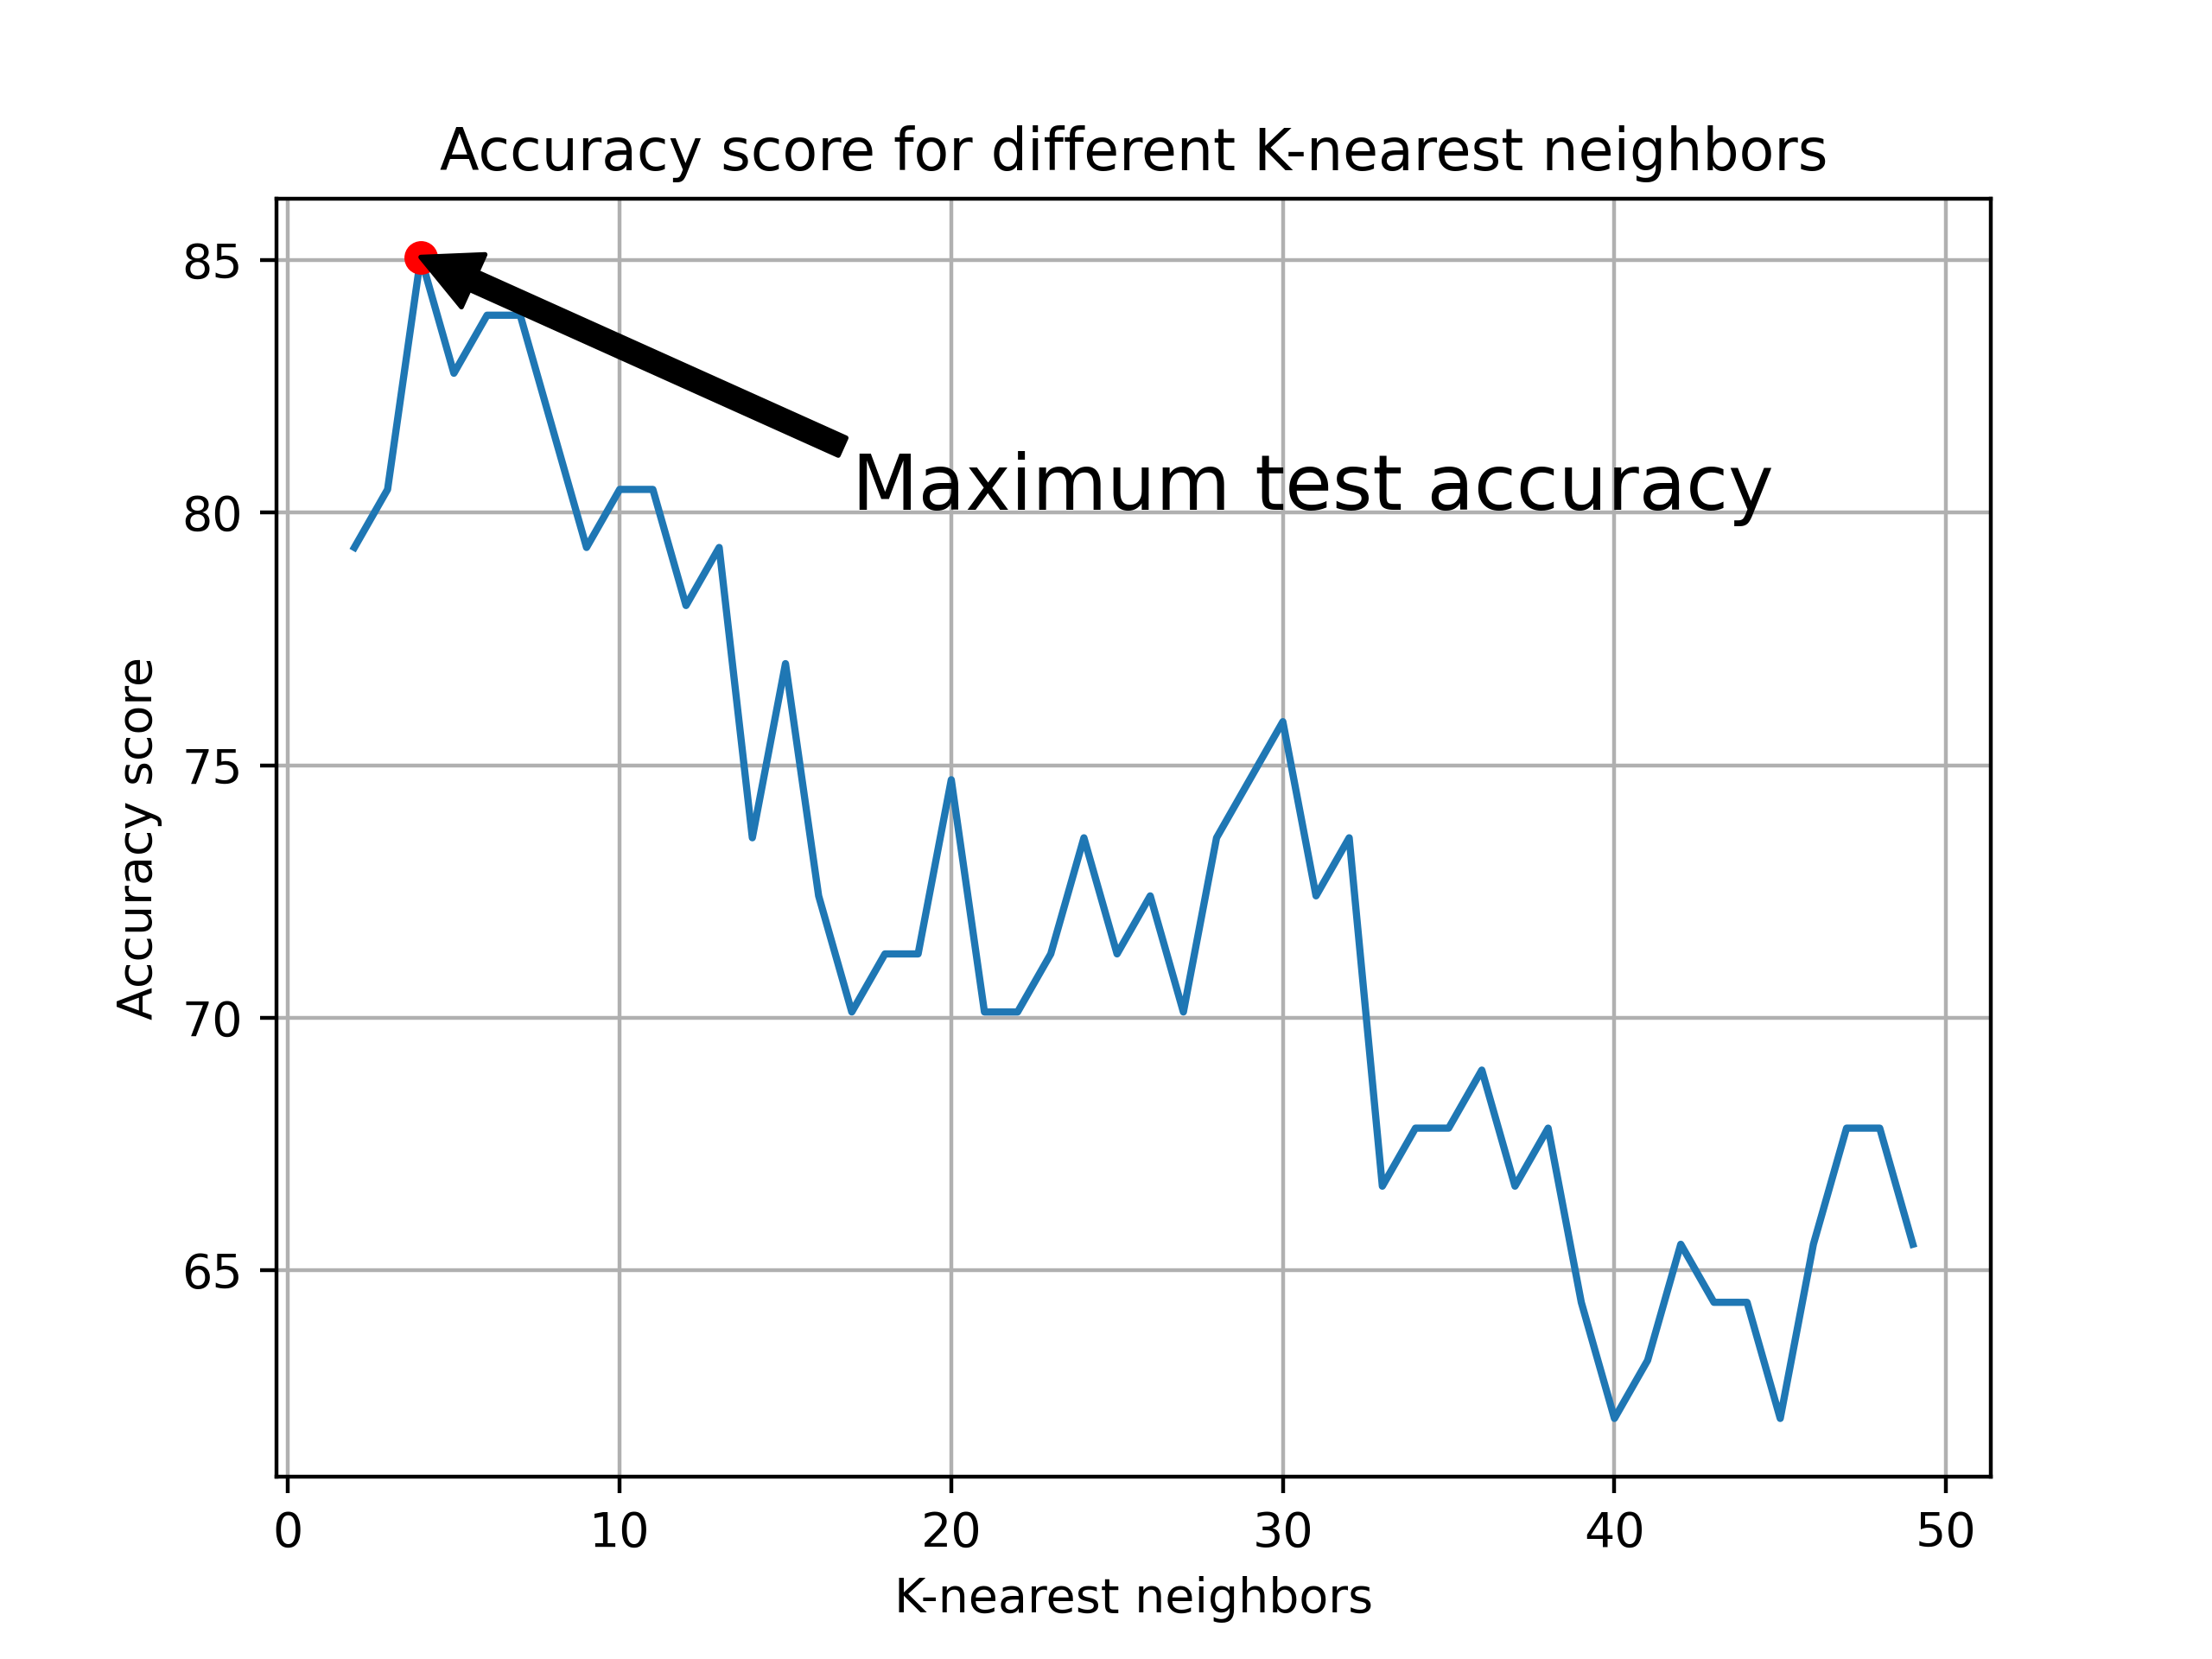 Accuracy score for different K-nearest neighbors
85
80
75
70
65
Accuracy score
Maximum test accuracy
0 10 20 30 40 50
K-nearest neighbors